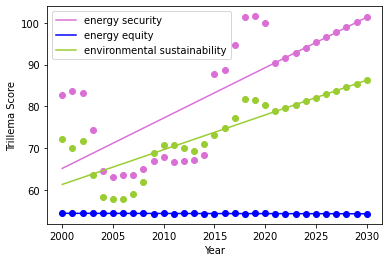 energy security
energy equity
environmental sustainability
100
90
80
70
60
Trillema Score
2000
2005
2010
2015
2020
2025
2030
Year